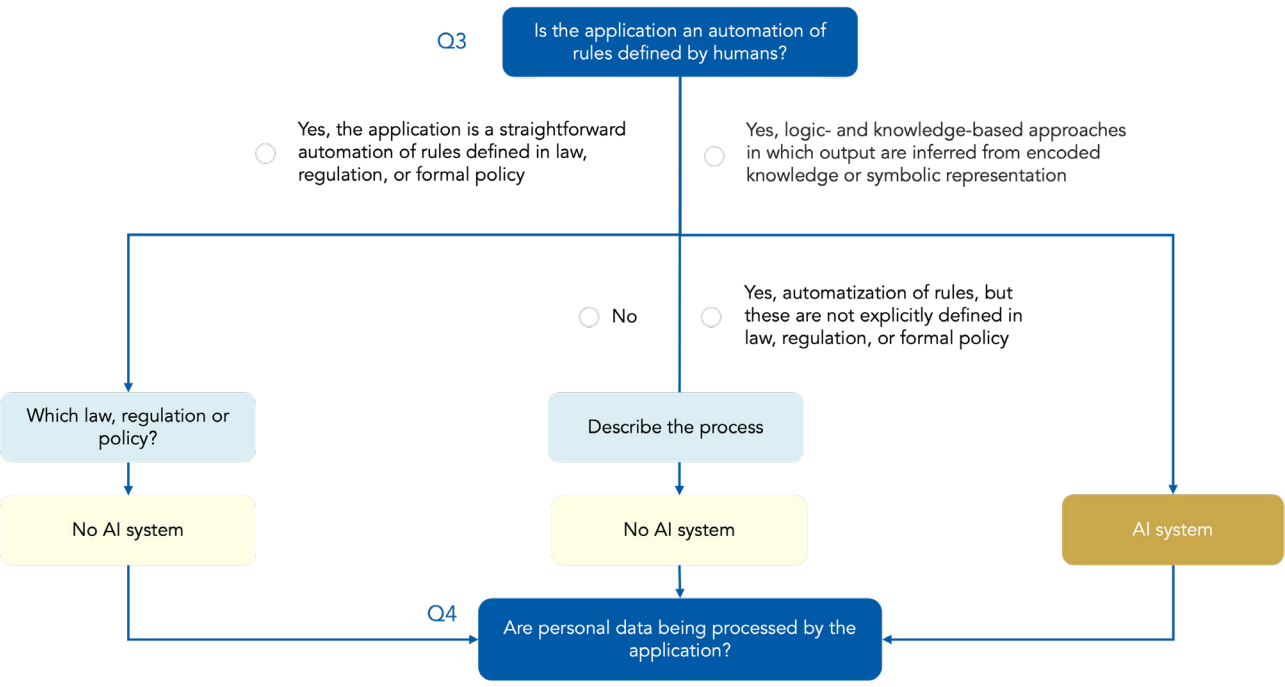 Q3
Is the application an automation of
rules defined by humans?
Yes, the application is a straightforward
automation of rules defined in law,
regulation, or formal policy
Yes, logic- and knowledge-based approaches
in which output are inferred from encoded
knowledge or symbolic representation
No
Yes, automatization of rules, but
these are not explicitly defined in
law, regulation, or formal policy
Which law, regulation or
policy?
Describe the process
No AI system
No AI system
AI system
Q4
Are personal data being processed by the
application?